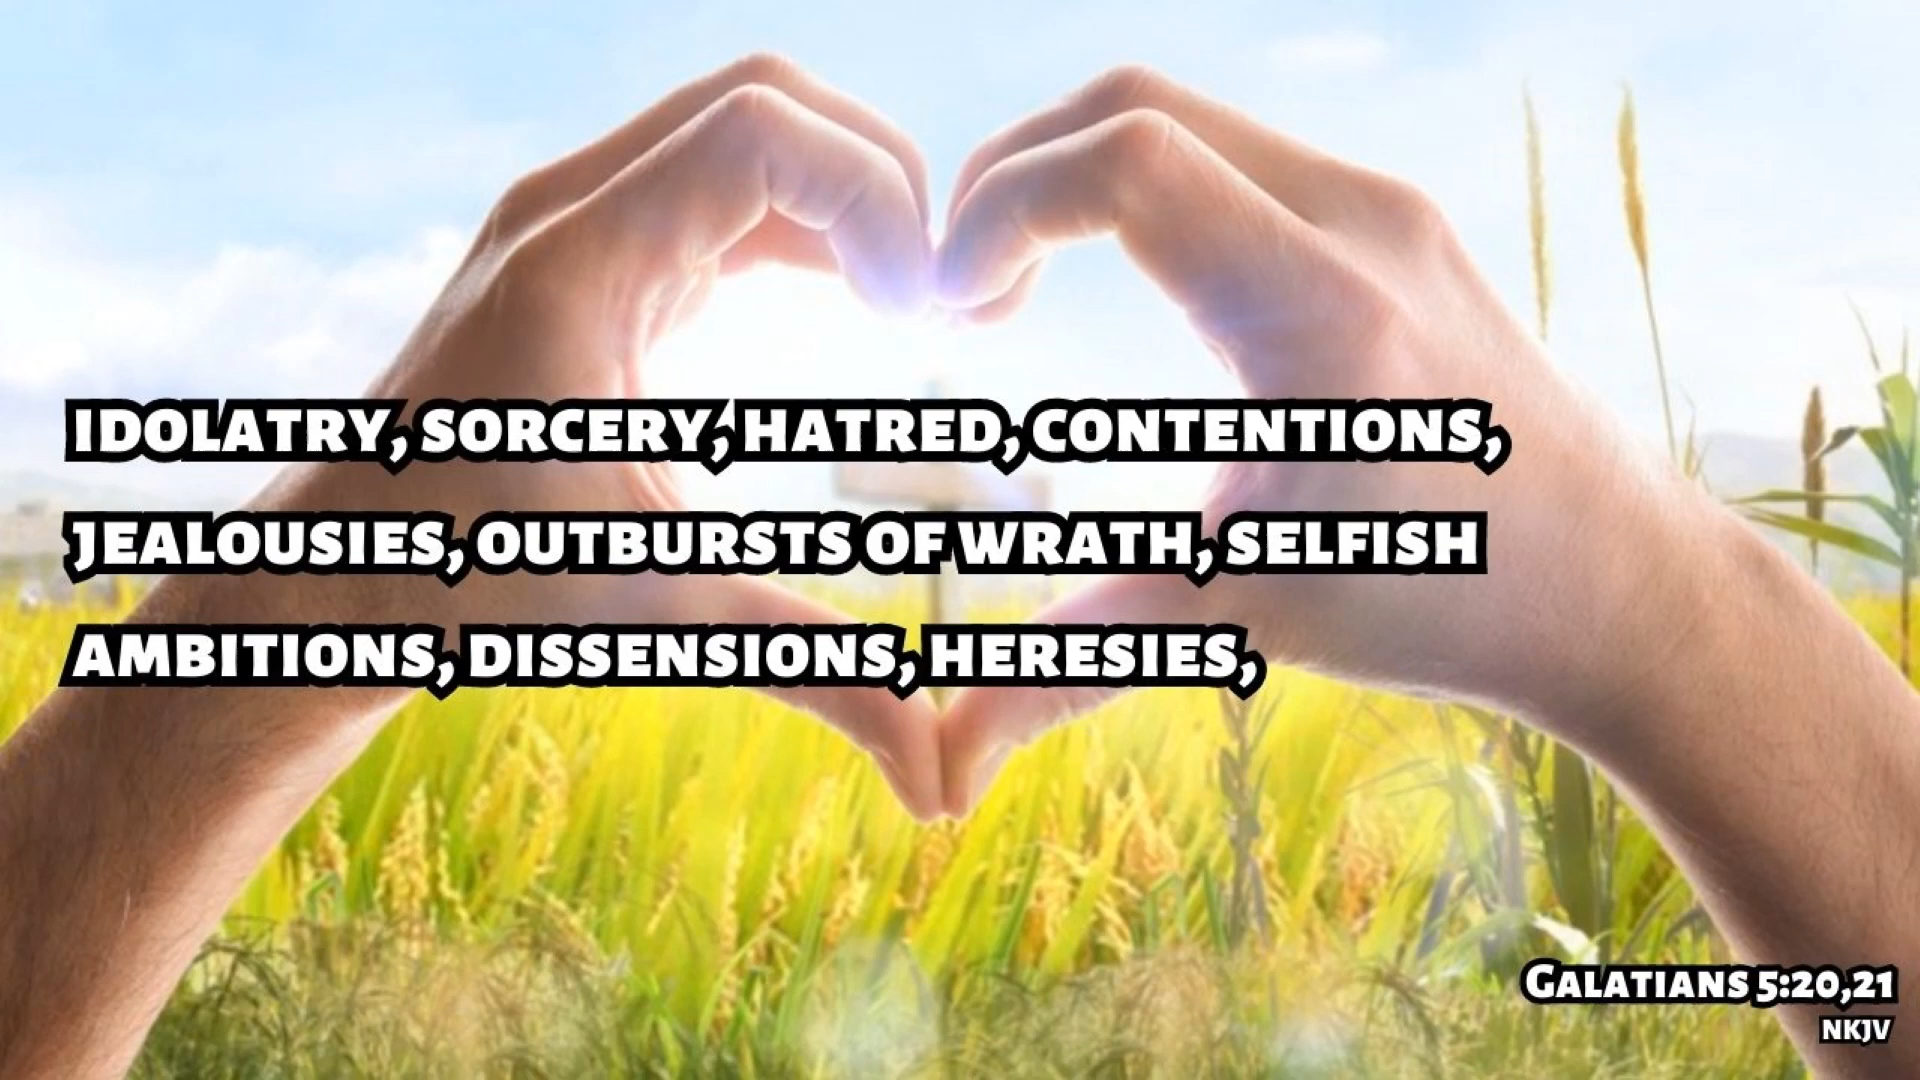 IDOLATRY, SORCERY, HATRED, CONTENTIONS,
JEALOUSIES, OUTBURSTS OF WRATH, SELFISH
AMBITIONS, DISSENSIONS, HERESIES,
GALATIANS 5:20,21
NKJV